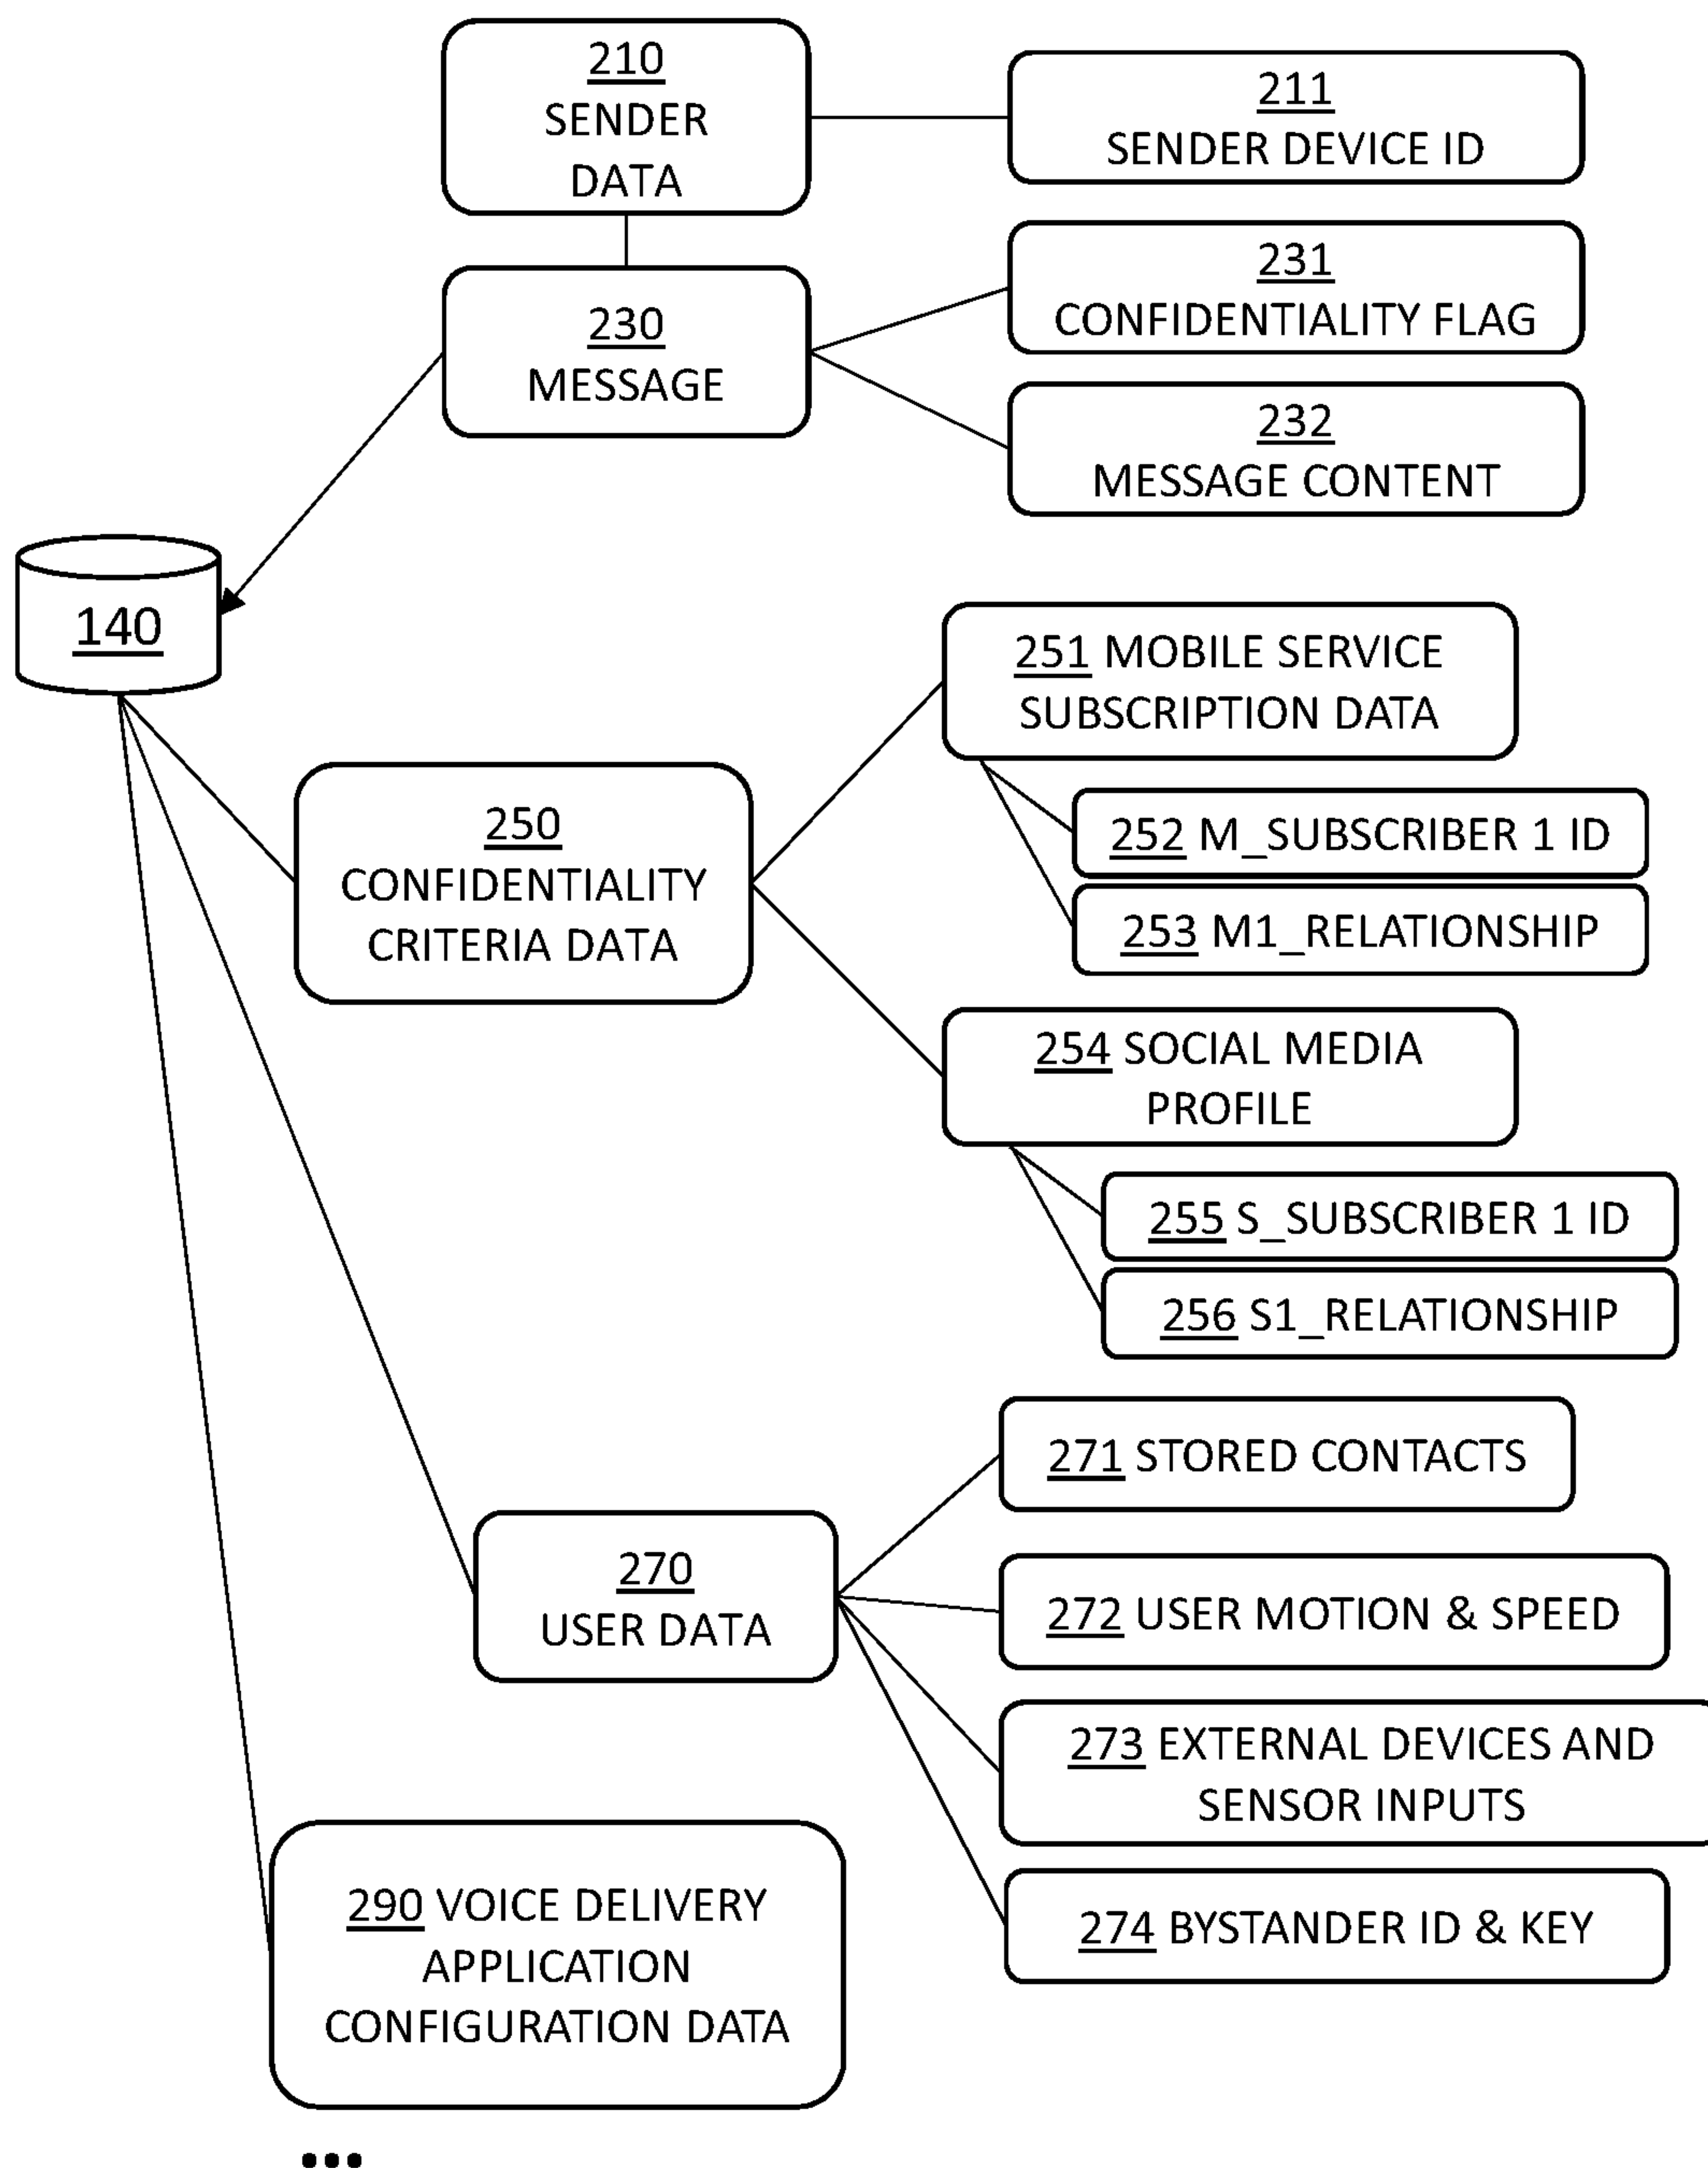 210
SENDER
DATA
211
SENDER DEVICE ID
230
MESSAGE
231
CONFIDENTIALITY FLAG
232
MESSAGE CONTENT
140
250
CONFIDENTIALITY
CRITERIA DATA
251 MOBILE SERVICE
SUBSCRIPTION DATA
252 M_SUBSCRIBER 1 ID
253 M1_RELATIONSHIP
254 SOCIAL MEDIA
PROFILE
255 S_SUBSCRIBER 1 ID
256 S1_RELATIONSHIP
270
USER DATA
271 STORED CONTACTS
272 USER MOTION & SPEED
273 EXTERNAL DEVICES AND
SENSOR INPUTS
274 BYSTANDER ID & KEY
290 VOICE DELIVERY
APPLICATION
CONFIGURATION DATA
...